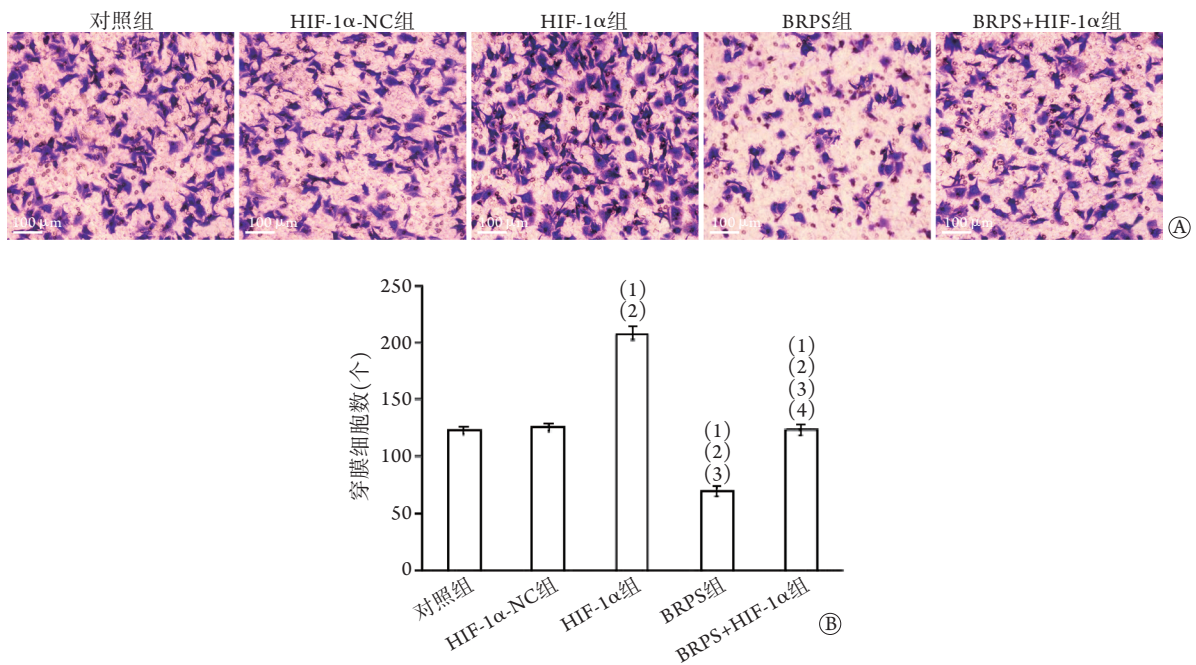 对照组
HIF-1α-NC组
HIF-1α组
BRPS组
BRPS+HIF-1α组
100 μm
100 μm
100 μm
100 μm
100 μm
Ⓐ
穿膜细胞数(个)
250
200
150
100
50
0
(1)
(2)
(1)
(2)
(3)
(1)
(2)
(3)
(4)
对照组
HIF-1α-NC组
HIF-1α组
BRPS组
BRPS+HIF-1α组
Ⓑ